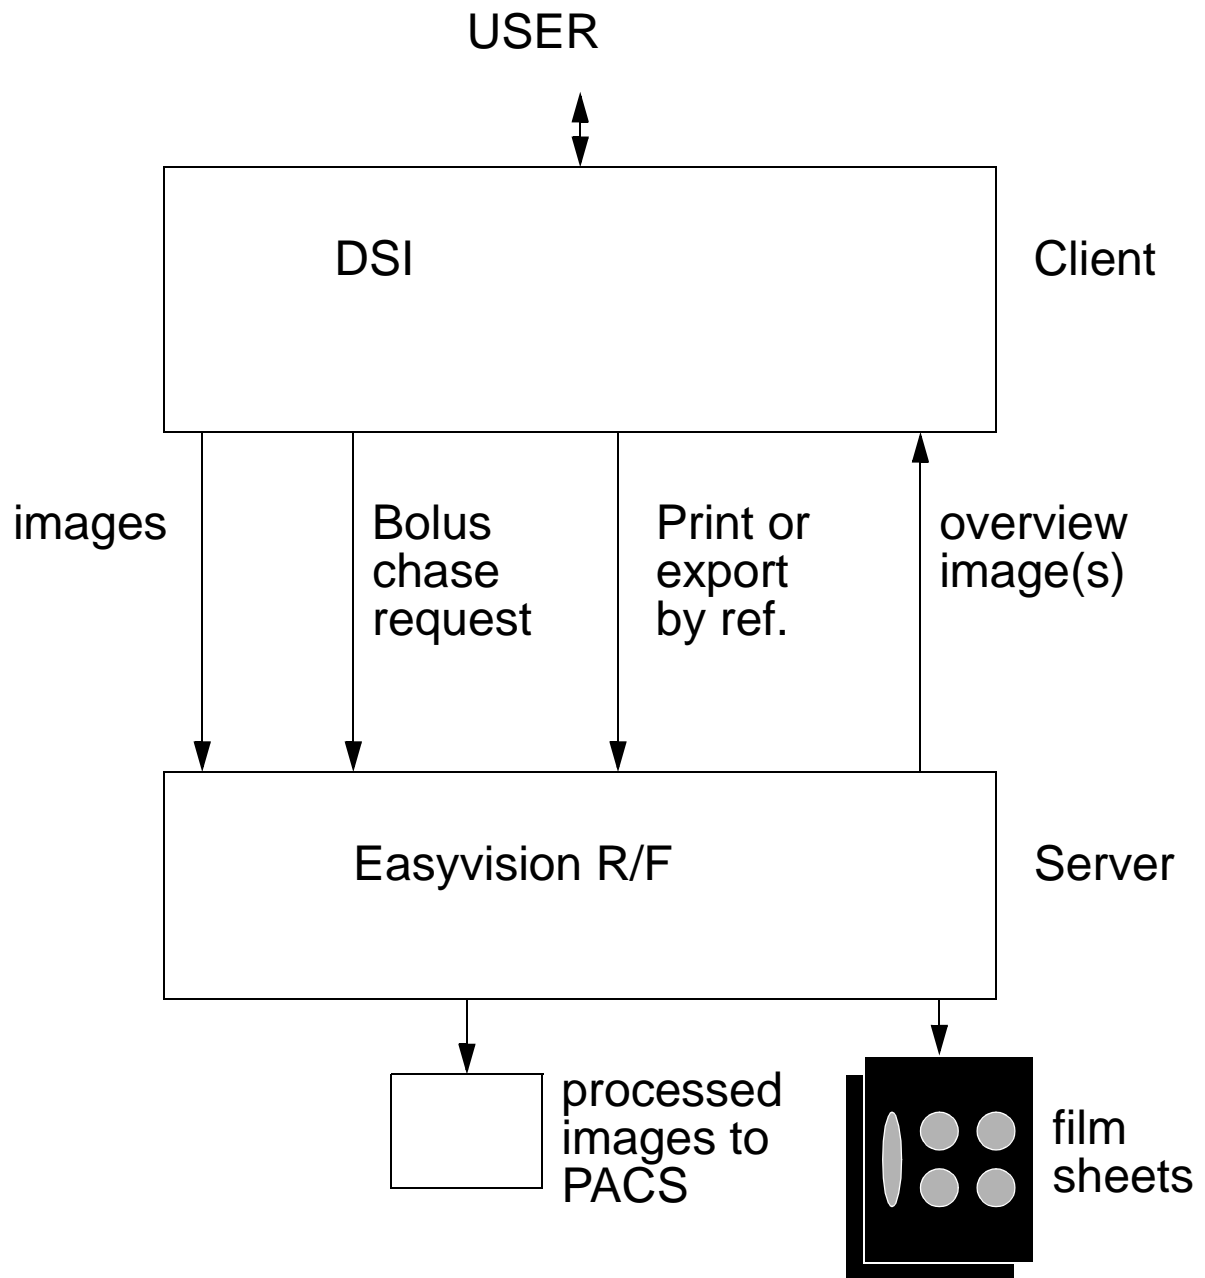 USER
DSI
Client
images
Bolus
chase
request
Print or
export
by ref.
overview
image(s)
Easyvision R/F
Server
processed
images to
PACS
film
sheets